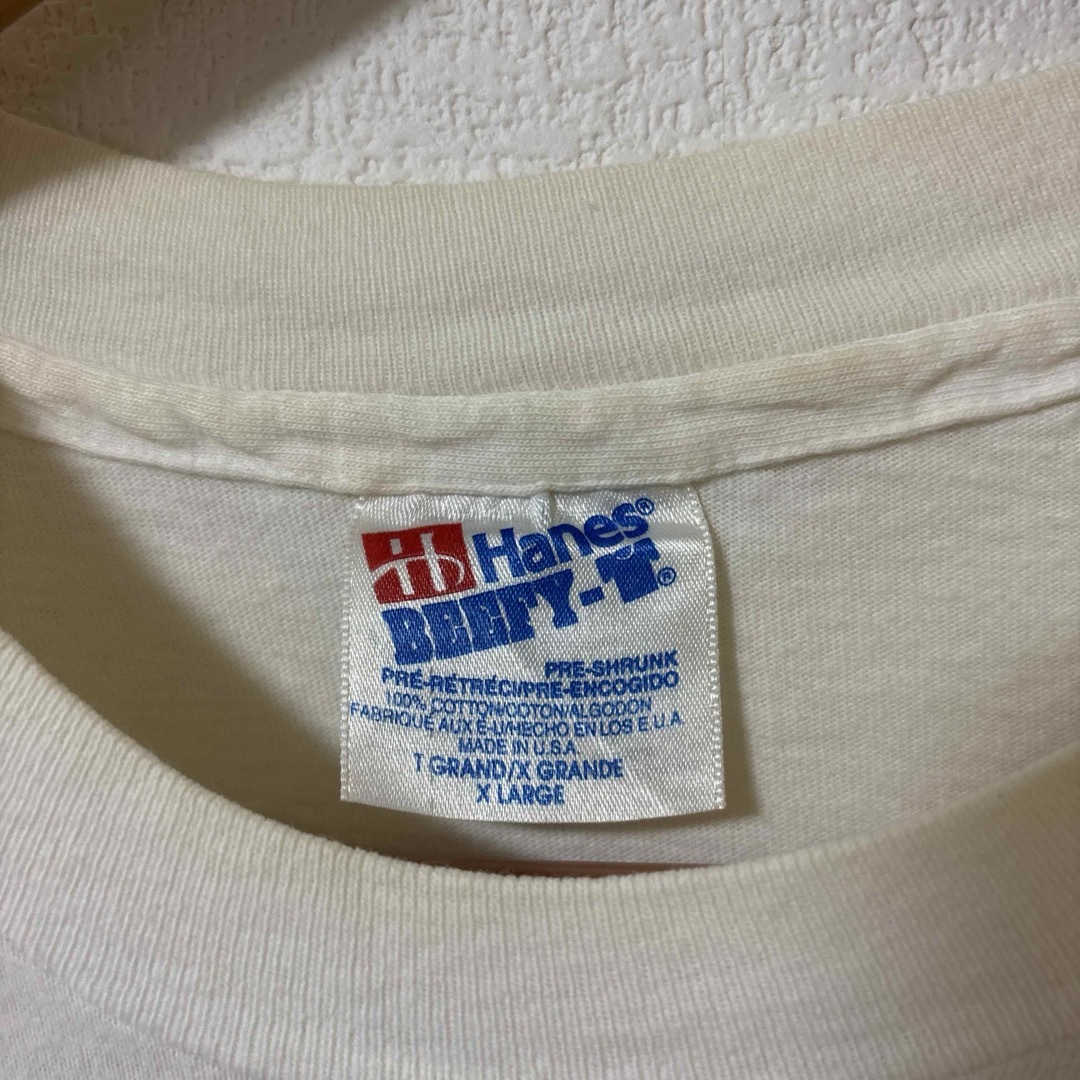 H Hanes®
BEEFY-T®
PRE-SHRUNK
PRÉ-RÉTRÉCI/PRE-ENCOGIDO
100% COTTON/COTON/ALGODON
FABRIQUÉ AUX É-U/HECHO EN LOS E.U.A.
MADE IN U.S.A.
T GRAND/X GRANDE
X LARGE